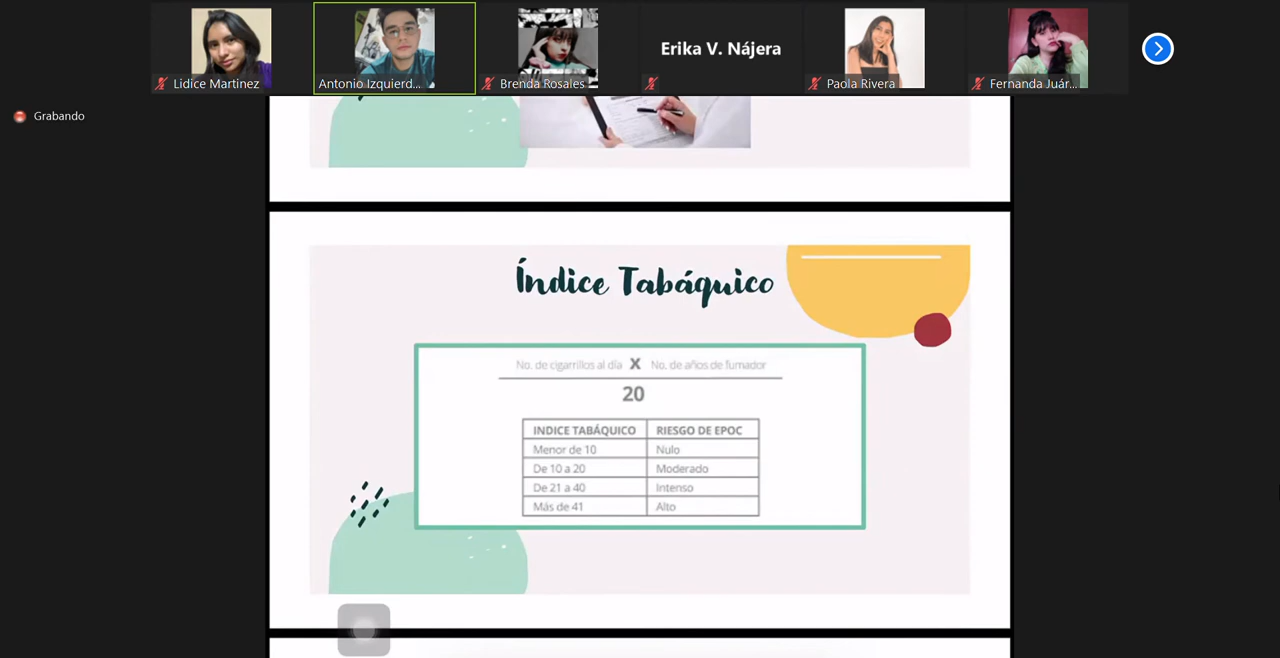 Erika V. Nájera
Lidice Martinez
Antonio Izquierd...
Brenda Rosales
Paola Rivera
Fernanda Juár...
Grabando
Índice Tabáquico
No. de cigarrillos al día X No. de años de fumador
20
INDICE TABÁQUICO RIESGO DE EPOC
Menor de 10 Nulo
De 10 a 20 Moderado
De 21 a 40 Intenso
Más de 41 Alto